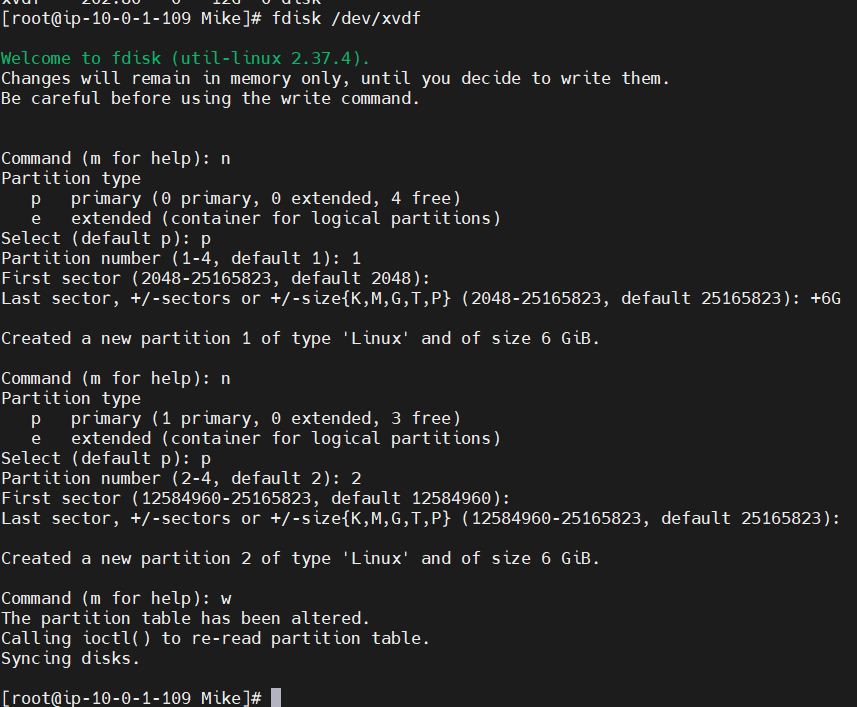 [root@ip-10-0-1-109 Mike]# fdisk /dev/xvdf
Welcome to fdisk (util-linux 2.37.4).
Changes will remain in memory only, until you decide to write them.
Be careful before using the write command.
Command (m for help): n
Partition type
   p   primary (0 primary, 0 extended, 4 free)
   e   extended (container for logical partitions)
Select (default p): p
Partition number (1-4, default 1): 1
First sector (2048-25165823, default 2048):
Last sector, +/-sectors or +/-size{K,M,G,T,P} (2048-25165823, default 25165823): +6G
Created a new partition 1 of type 'Linux' and of size 6 GiB.
Command (m for help): n
Partition type
   p   primary (1 primary, 0 extended, 3 free)
   e   extended (container for logical partitions)
Select (default p): p
Partition number (2-4, default 2): 2
First sector (12584960-25165823, default 12584960):
Last sector, +/-sectors or +/-size{K,M,G,T,P} (12584960-25165823, default 25165823):
Created a new partition 2 of type 'Linux' and of size 6 GiB.
Command (m for help): w
The partition table has been altered.
Calling ioctl() to re-read partition table.
Syncing disks.
[root@ip-10-0-1-109 Mike]#